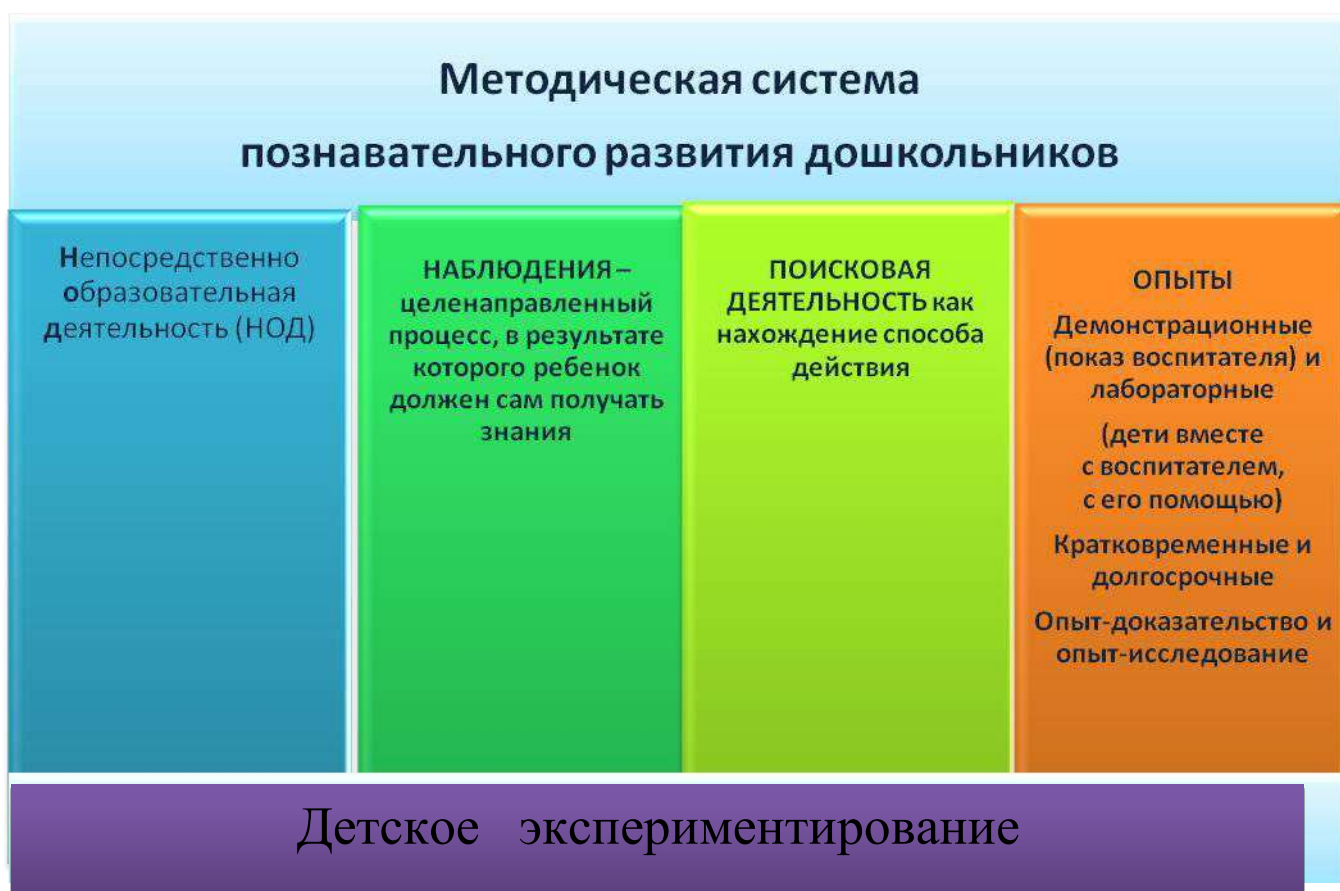 Методическая система
познавательного развития дошкольников
Непосредственно
образовательная
деятельность (НОД)
НАБЛЮДЕНИЯ –
целенаправленный
процесс, в результате
которого ребенок
должен сам получать
знания
ПОИСКОВАЯ
ДЕЯТЕЛЬНОСТЬ как
нахождение способа
действия
ОПЫТЫ
Демонстрационные
(показ воспитателя) и
лабораторные
(дети вместе
с воспитателем,
с его помощью)
Кратковременные и
долгосрочные
Опыт-доказательство и
опыт-исследование
Детское экспериментирование